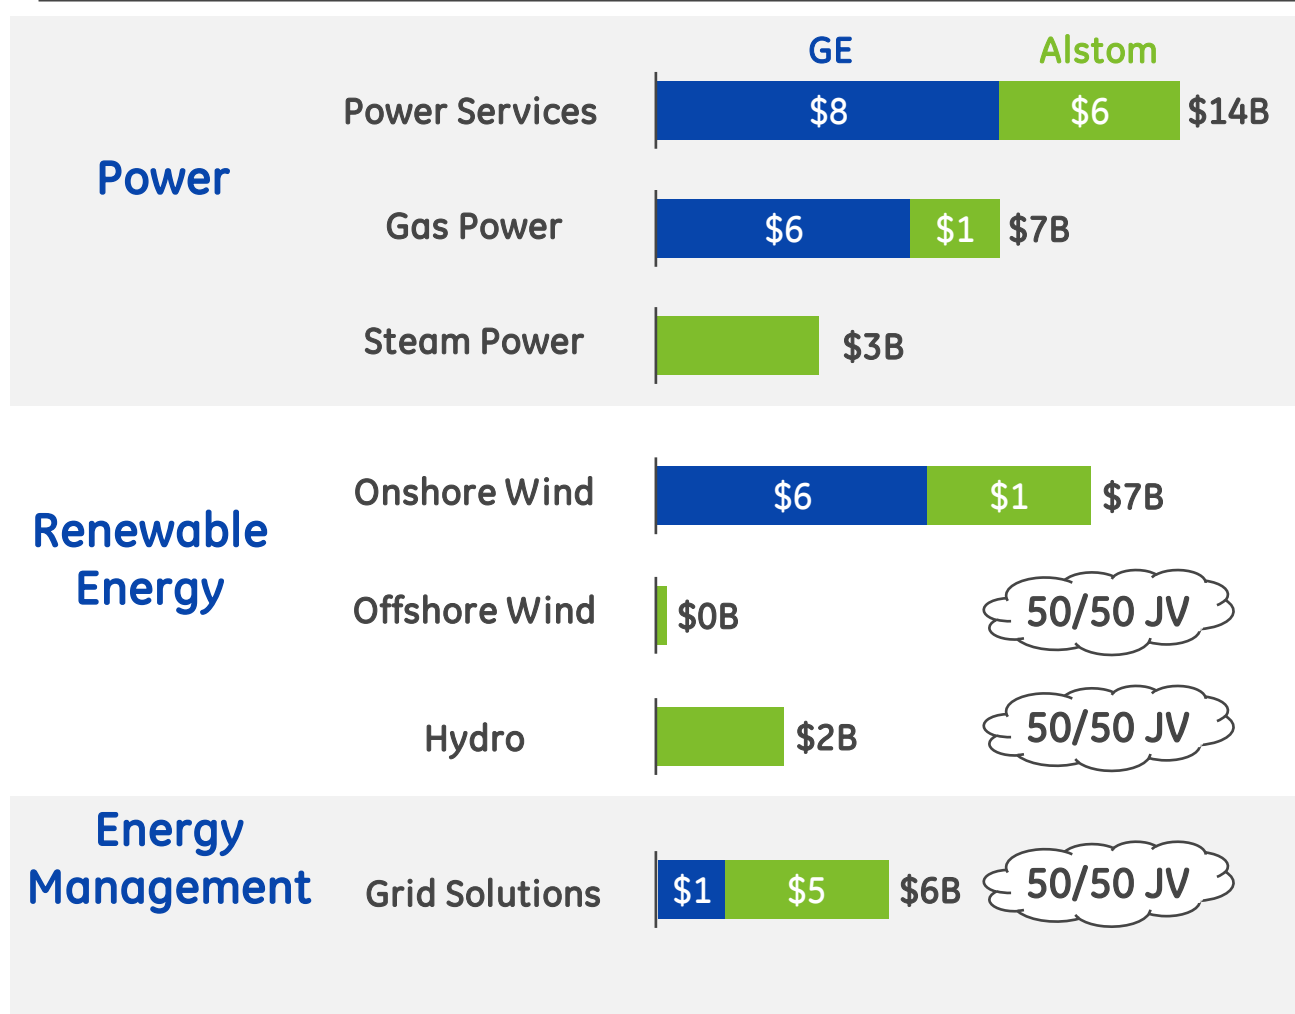 GE Alstom
Power
Power Services $8 $6 $14B
Gas Power $6 $1 $7B
Steam Power $3B
Renewable
Energy
Onshore Wind $6 $1 $7B
Offshore Wind $0B 50/50 JV
Hydro $2B 50/50 JV
Energy
Management
Grid Solutions $1 $5 $6B 50/50 JV